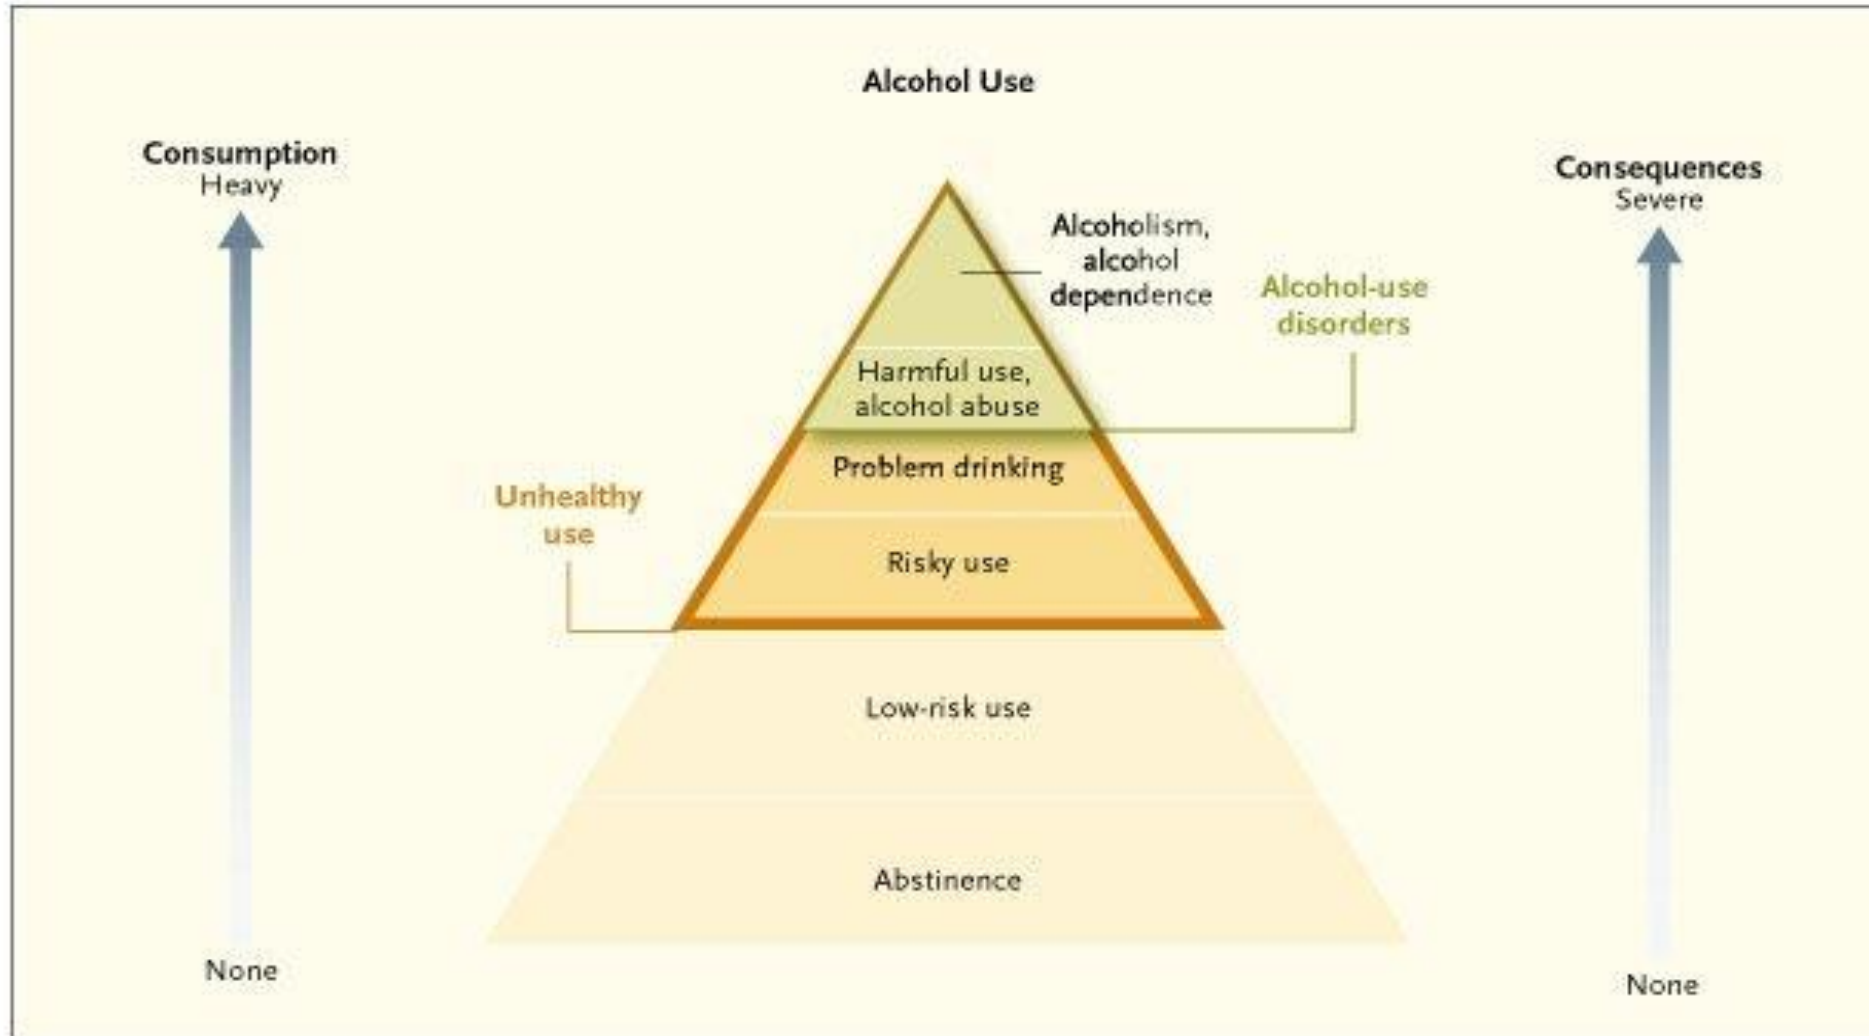 Alcohol Use
Consumption
Heavy
Consequences
Severe
Alcoholism,
alcohol
dependence
Alcohol-use
disorders
Harmful use,
alcohol abuse
Problem drinking
Unhealthy
use
Risky use
Low-risk use
Abstinence
None
None